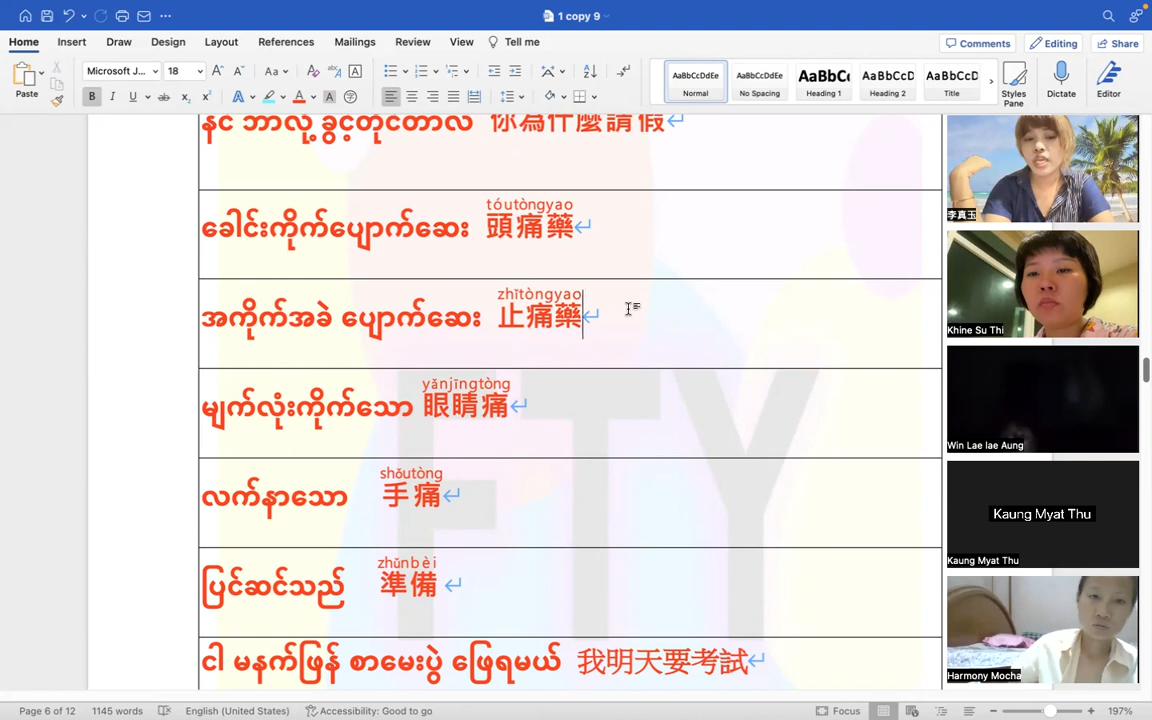 1 copy 9
Home Insert Draw Design Layout References Mailings Review View Tell me
Comments Editing Share
Paste
Microsoft J... 18
AaBbCcDdEe AaBbCcDdEe AaBbCc AaBbCcD AaBbCcD
Normal No Spacing Heading 1 Heading 2 Title
Styles Pane Dictate Editor
နင် ဘာလို့ ခွင့်တိုင်တာလဲ 你為什麼請假
tóutòngyao
ခေါင်းကိုက်ပျောက်ဆေး 頭痛藥
zhǐtòngyao
အကိုက်အခဲ ပျောက်ဆေး 止痛藥
yǎnjīngtòng
မျက်လုံးကိုက်သော 眼睛痛
shǒutòng
လက်နာသော 手痛
zhǔnbèi
ပြင်ဆင်သည် 準備
ငါ မနက်ဖြန် စာမေးပွဲ ဖြေရမယ် 我明天要考試
FTY
李真玉
Khine Su Thi
Win Lae lae Aung
Kaung Myat Thu
Kaung Myat Thu
Harmony Mocha
Page 6 of 12 1145 words English (United States) Accessibility: Good to go Focus 197%